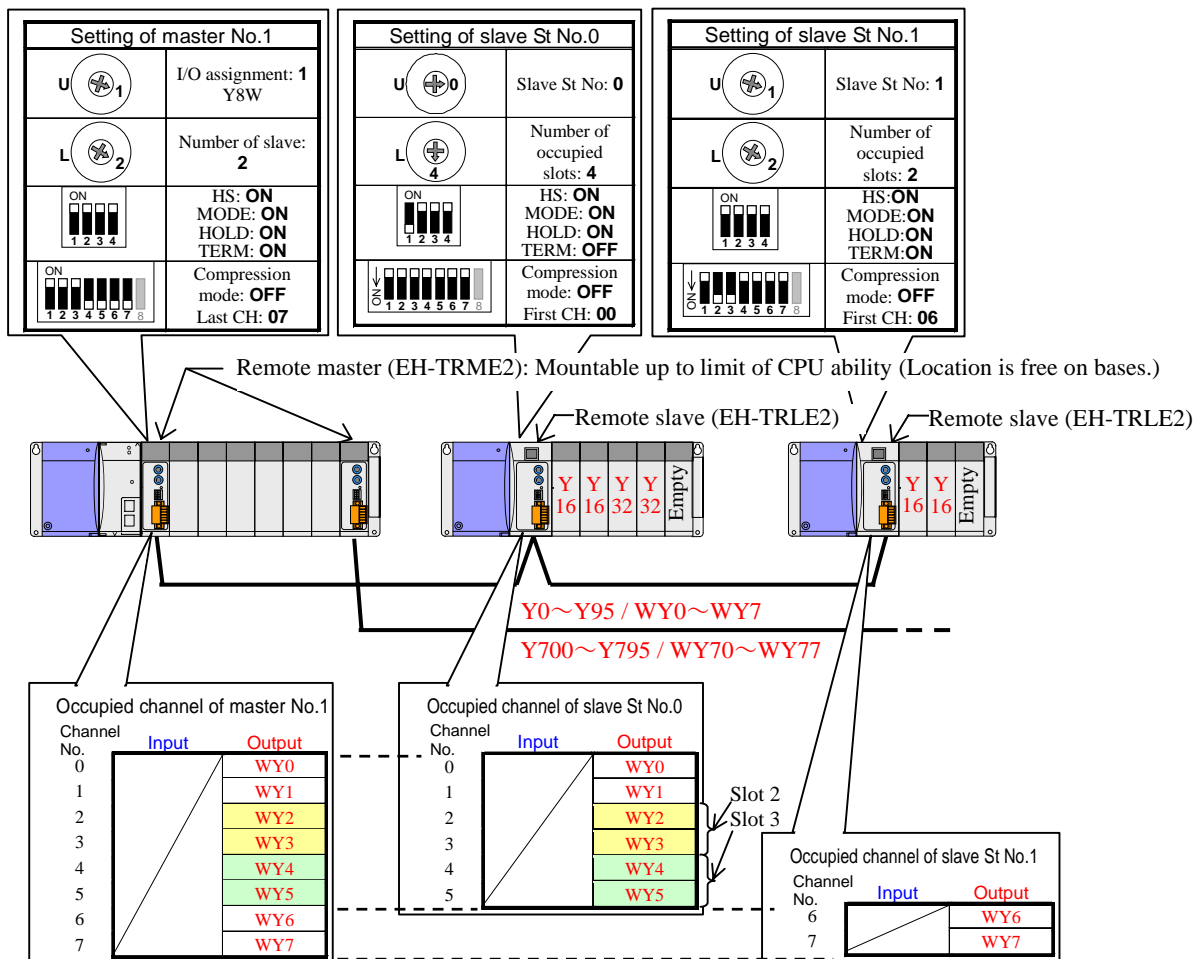 Setting of master No.1
U 1
I/O assignment: 1
Y8W
L 2
Number of slave:
2
ON
1 2 3 4
HS: ON
MODE: ON
HOLD: ON
TERM: ON
ON
1 2 3 4 5 6 7 8
Compression
mode: OFF
Last CH: 07
Setting of slave St No.0
U 0
Slave St No: 0
L 4
Number of
occupied
slots: 4
ON
1 2 3 4
HS: ON
MODE: ON
HOLD: ON
TERM: OFF
ON
1 2 3 4 5 6 7 8
Compression
mode: OFF
First CH: 00
Setting of slave St No.1
U 1
Slave St No: 1
L 2
Number of
occupied
slots: 2
ON
1 2 3 4
HS:ON
MODE:ON
HOLD:ON
TERM:ON
ON
1 2 3 4 5 6 7 8
Compression
mode: OFF
First CH: 06
Remote master (EH-TRME2): Mountable up to limit of CPU ability (Location is free on bases.)
Remote slave (EH-TRLE2)
Remote slave (EH-TRLE2)
Y Y Y Y
16 16 32 32
Empty
Y Y
16 16
Empty
Y0～Y95 / WY0～WY7
Y700～Y795 / WY70～WY77
Occupied channel of master No.1
Channel
No. Input Output
0 WY0
1 WY1
2 WY2
3 WY3
4 WY4
5 WY5
6 WY6
7 WY7
Occupied channel of slave St No.0
Channel
No. Input Output
0 WY0
1 WY1
2 WY2
3 WY3
4 WY4
5 WY5
Slot 2
Slot 3
Occupied channel of slave St No.1
Channel
No. Input Output
6 WY6
7 WY7